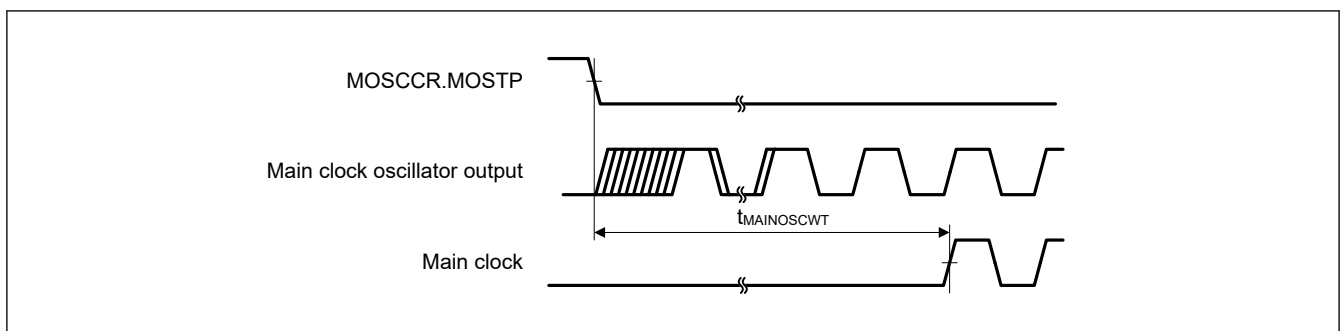 MOSCCR.MOSTP
Main clock oscillator output
tMAINOSCWT
Main clock